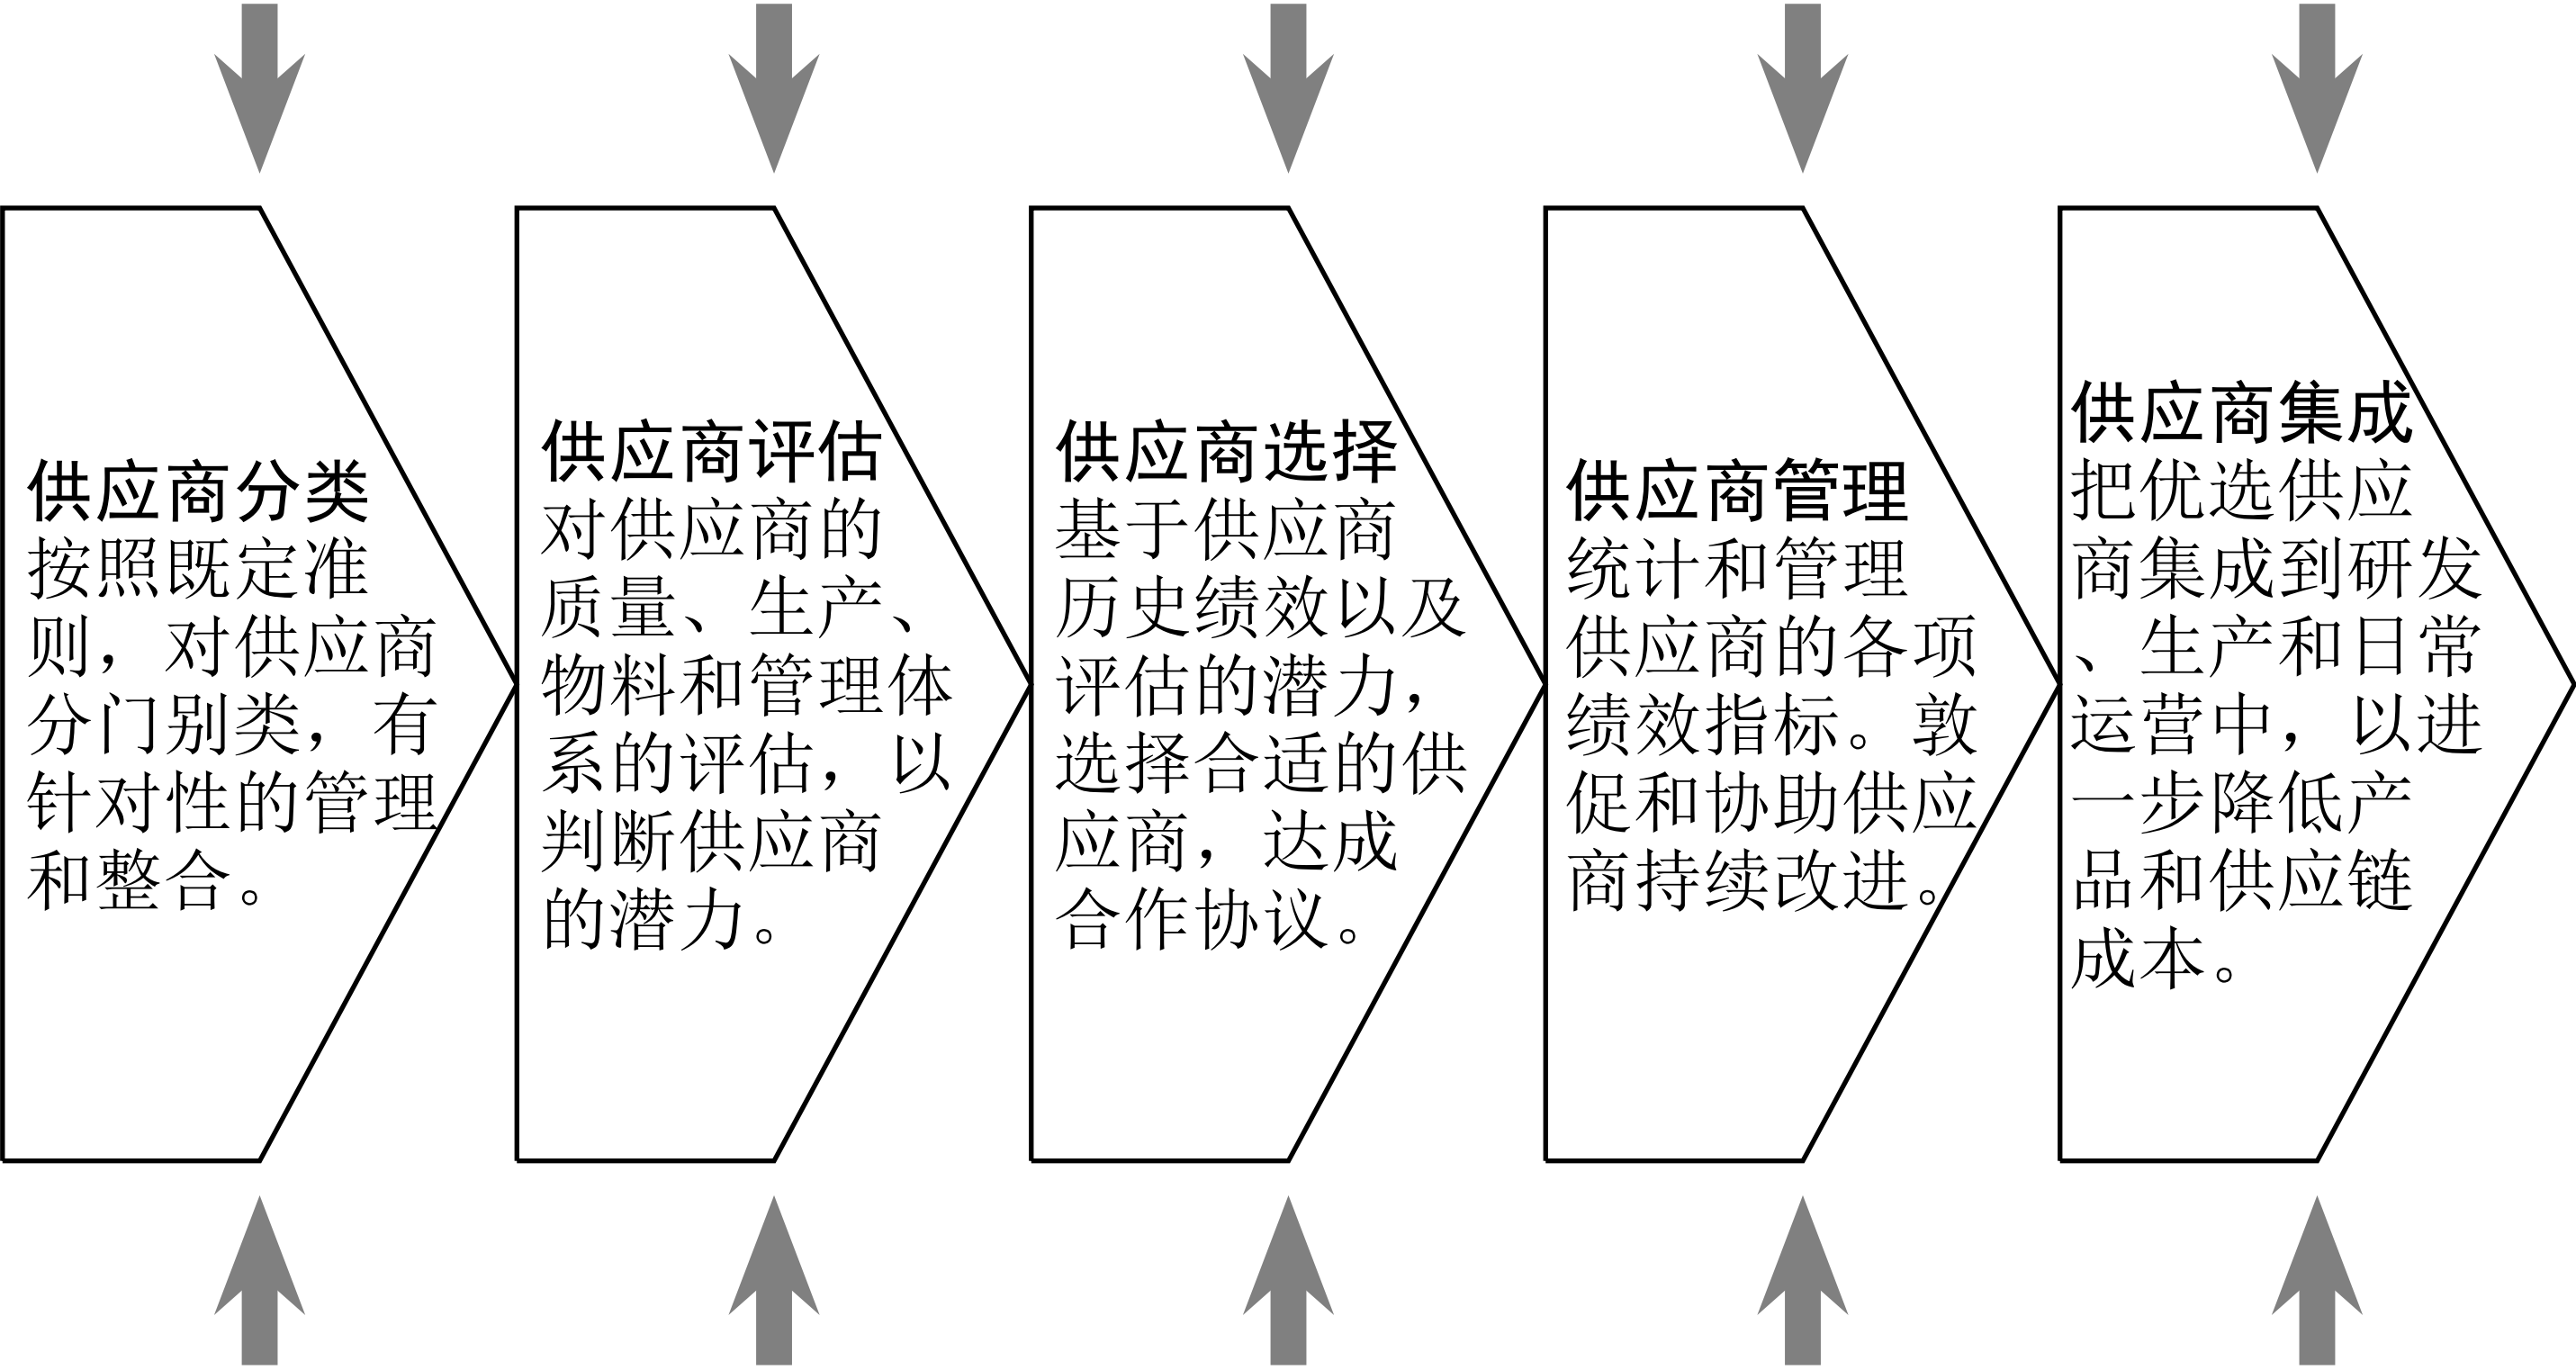 供应商分类
按照既定准
则，对供应商
分门别类，有
针对性的管理
和整合。
供应商评估
对供应商的
质量、生产、
物料和管理体
系的评估，以
判断供应商
的潜力。
供应商选择
基于供应商
历史绩效以及
评估的潜力，
选择合适的供
应商，达成
合作协议。
供应商管理
统计和管理
供应商的各项
绩效指标。敦
促和协助供应
商持续改进。
供应商集成
把优选供应
商集成到研发
、生产和日常
运营中，以进
一步降低产
品和供应链
成本。